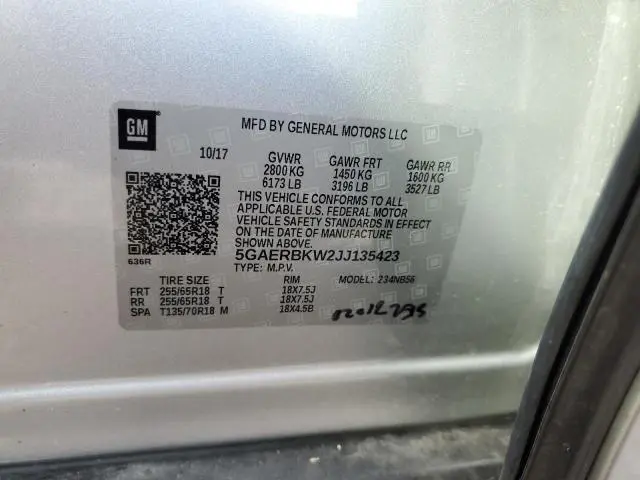 GM
MFD BY GENERAL MOTORS LLC
10/17 GVWR GAWR FRT GAWR RR
2800 KG 1450 KG 1600 KG
6173 LB 3196 LB 3527 LB
THIS VEHICLE CONFORMS TO ALL
APPLICABLE U.S. FEDERAL MOTOR
VEHICLE SAFETY STANDARDS IN EFFECT
ON THE DATE OF MANUFACTURE
SHOWN ABOVE.
636R
5GAERBKW2JJ135423
TYPE: M.P.V. MODEL: 234NB56
TIRE SIZE RIM
FRT 255/65R18 T 18X7.5J
RR 255/65R18 T 18X7.5J
SPA T135/70R18 M 18X4.5B